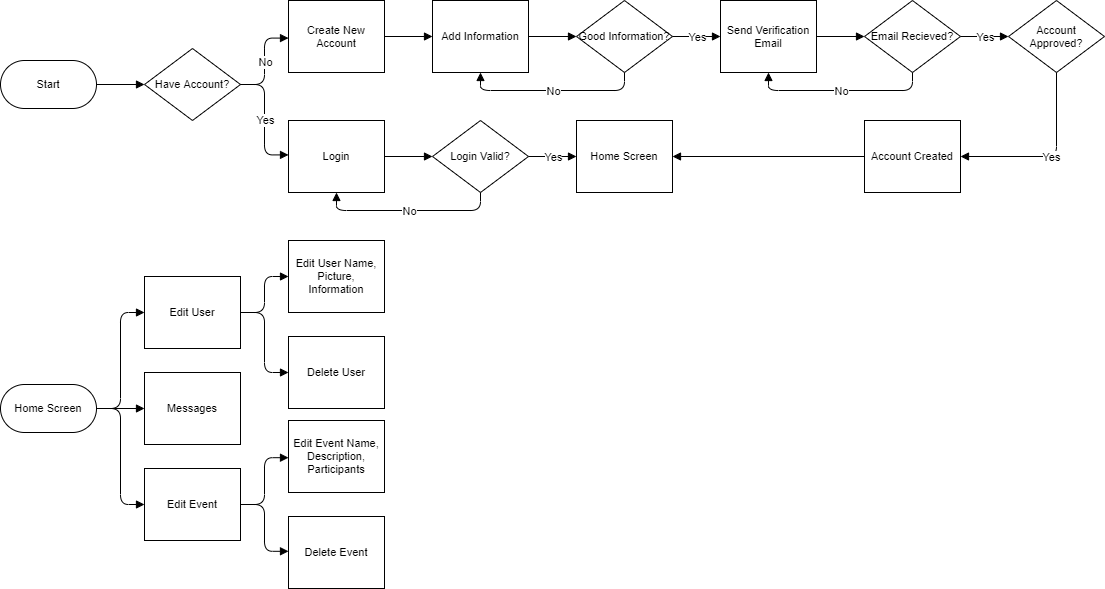 Start
Have Account?
No
Yes
Create New
Account
Add Information
Good Information?
Yes
No
Send Verification
Email
Email Recieved?
Yes
No
Account
Approved?
Yes
Account Created
Login
Login Valid?
Yes
No
Home Screen
Home Screen
Edit User
Messages
Edit Event
Edit User Name,
Picture,
Information
Delete User
Edit Event Name,
Description,
Participants
Delete Event